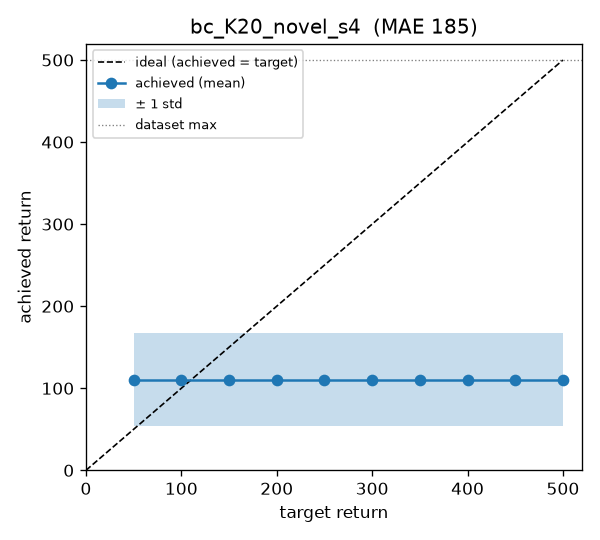 bc_K20_novel_s4 (MAE 185)
ideal (achieved = target)
achieved (mean)
± 1 std
dataset max
500
400
300
200
100
0
achieved return
0 100 200 300 400 500
target return